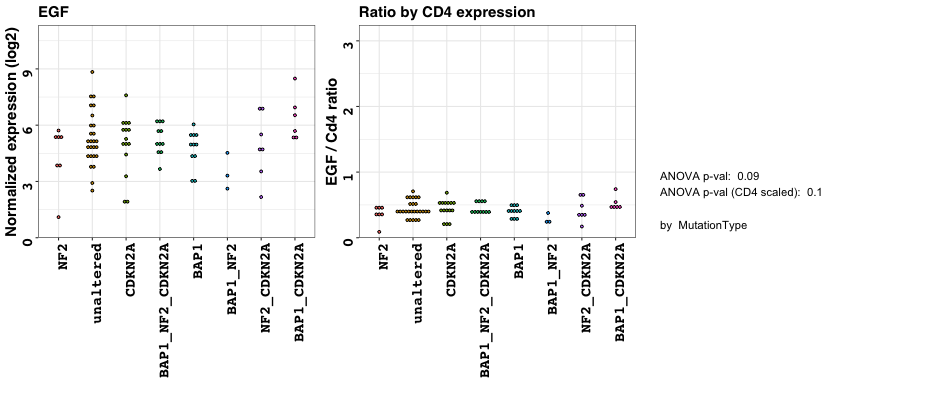 EGF
Normalized expression (log2)
0
3
6
9
NF2
unaltered
CDKN2A
BAP1_NF2_CDKN2A
BAP1
BAP1_NF2
NF2_CDKN2A
BAP1_CDKN2A
Ratio by CD4 expression
EGF / Cd4 ratio
0
1
2
3
NF2
unaltered
CDKN2A
BAP1_NF2_CDKN2A
BAP1
BAP1_NF2
NF2_CDKN2A
BAP1_CDKN2A
ANOVA p-val: 0.09
ANOVA p-val (CD4 scaled): 0.1
by MutationType